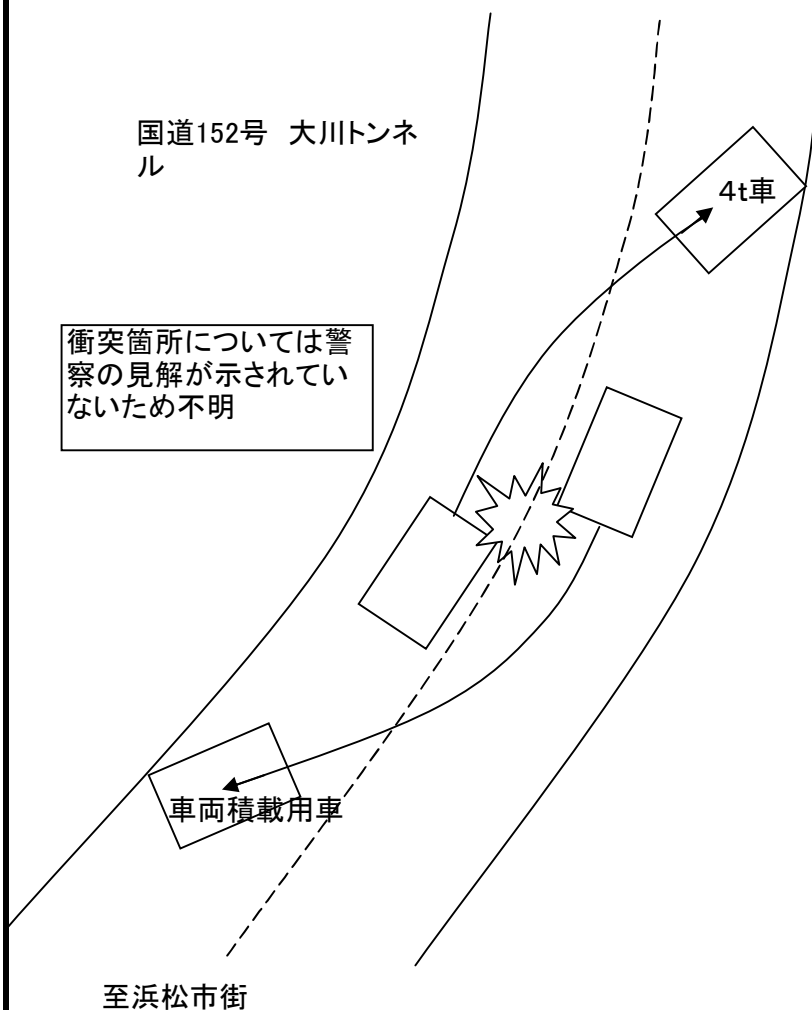 国道152号　大川トンネ
ル
4t車
衝突箇所については警
察の見解が示されてい
ないため不明
車両積載用車
至浜松市街